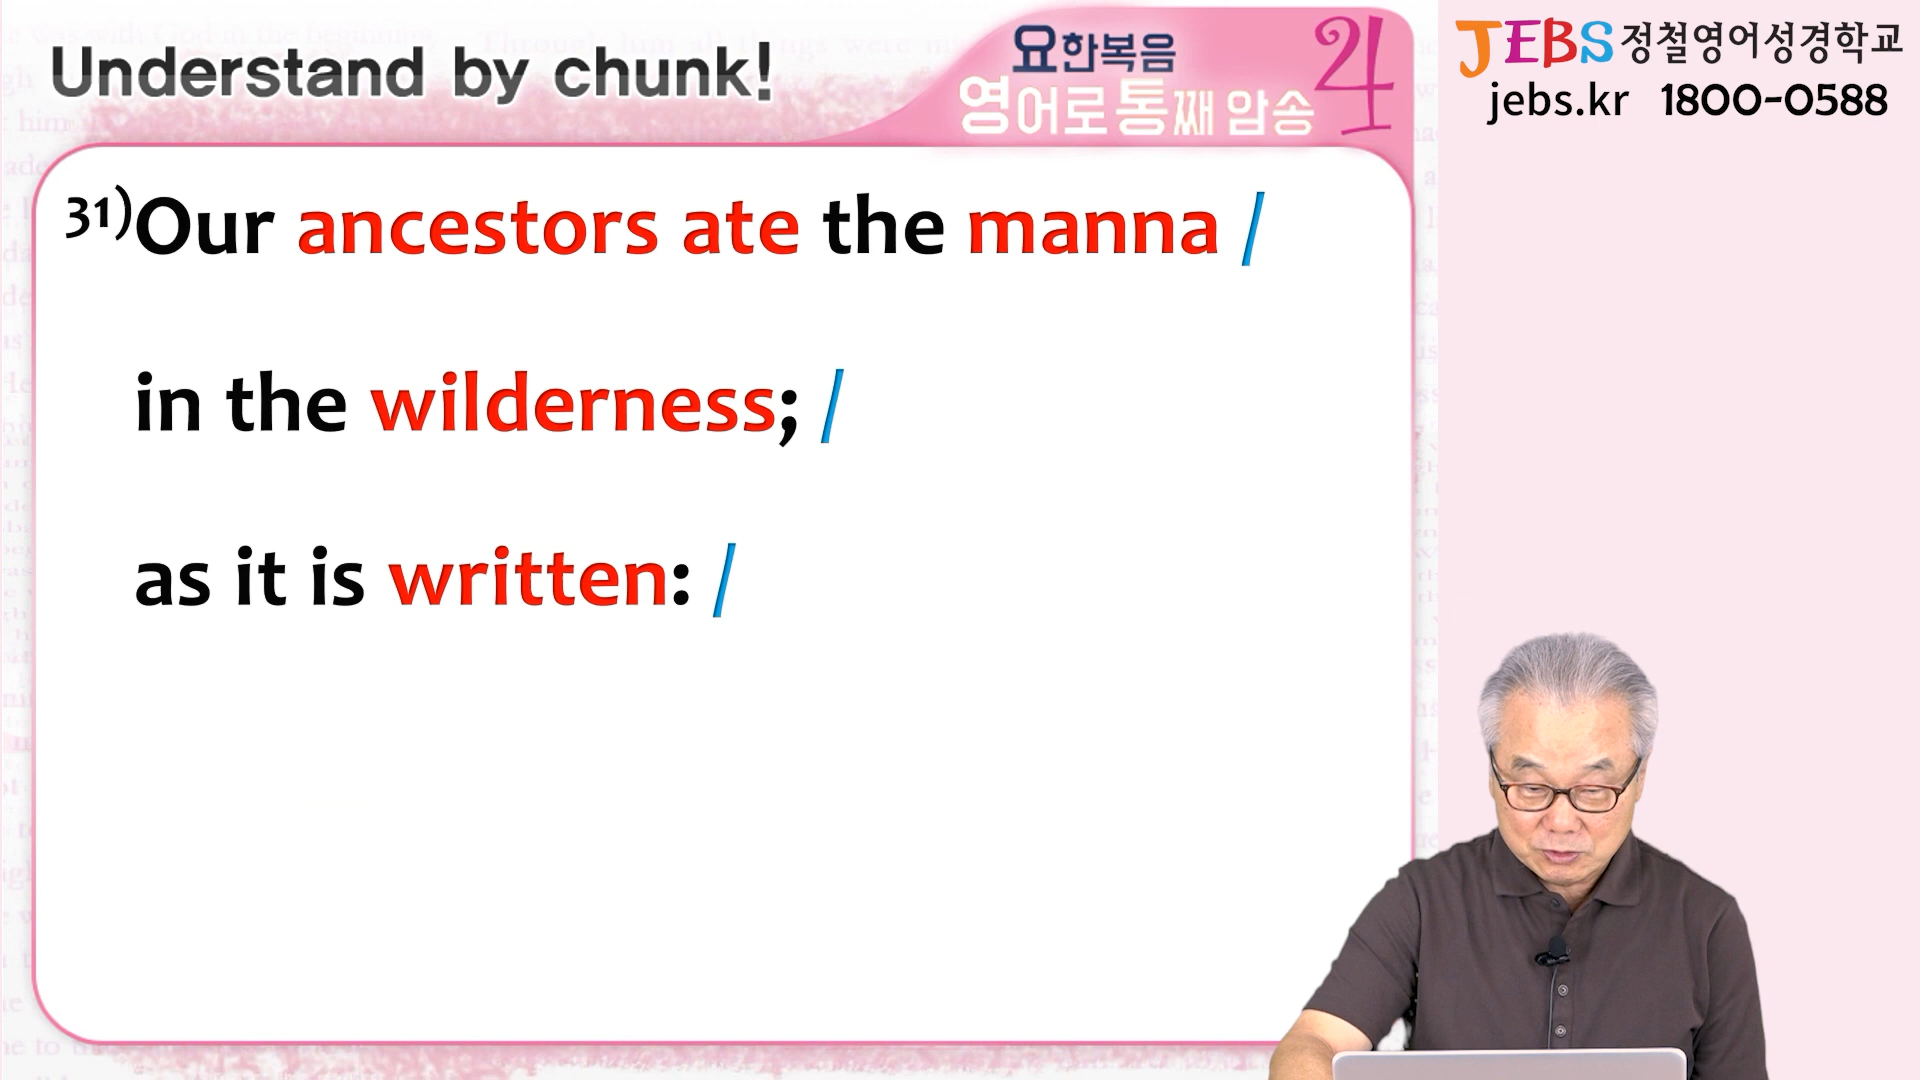 Understand by chunk!
요한복음
영어로 통째 암송 4
JEBS 정철영어성경학교
jebs.kr 1800-0588
31)Our ancestors ate the manna /
in the wilderness; /
as it is written: /